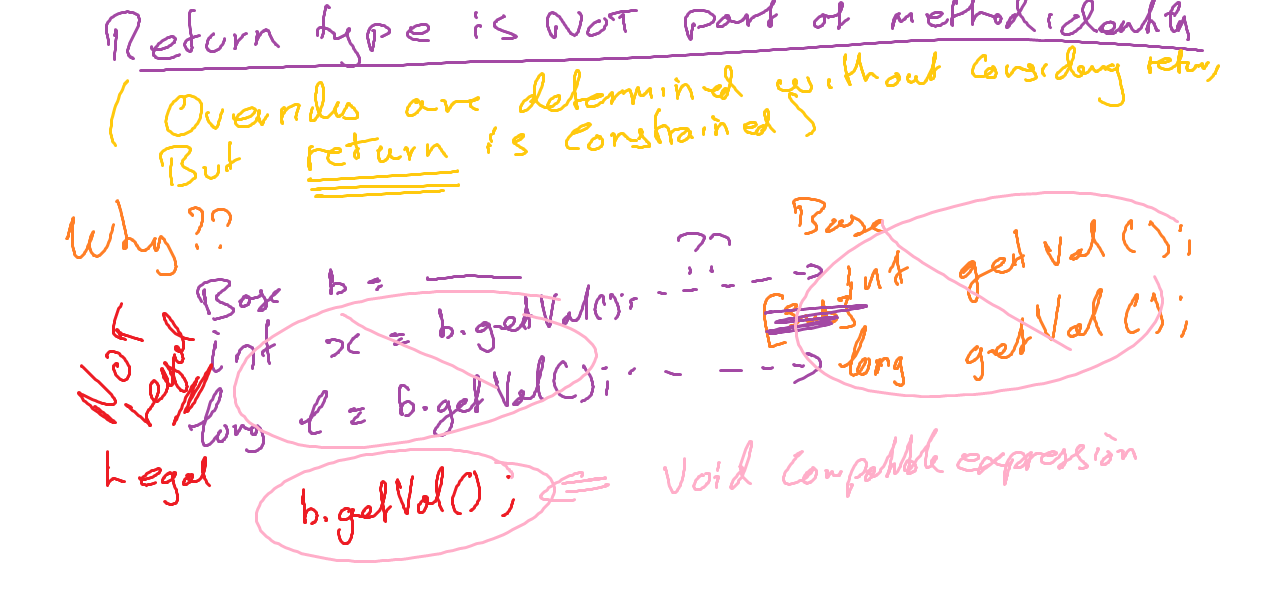 Return type is NOT part of method identity
( Overrides are determined without considering return,
But return is constrained )
Why ??
Base
??
int getVal();
Base b =
int x = b.getVal();
long getVal();
long l = b.getVal();
NOT
Legal
Legal
b.getVal();
Void Compatible expression